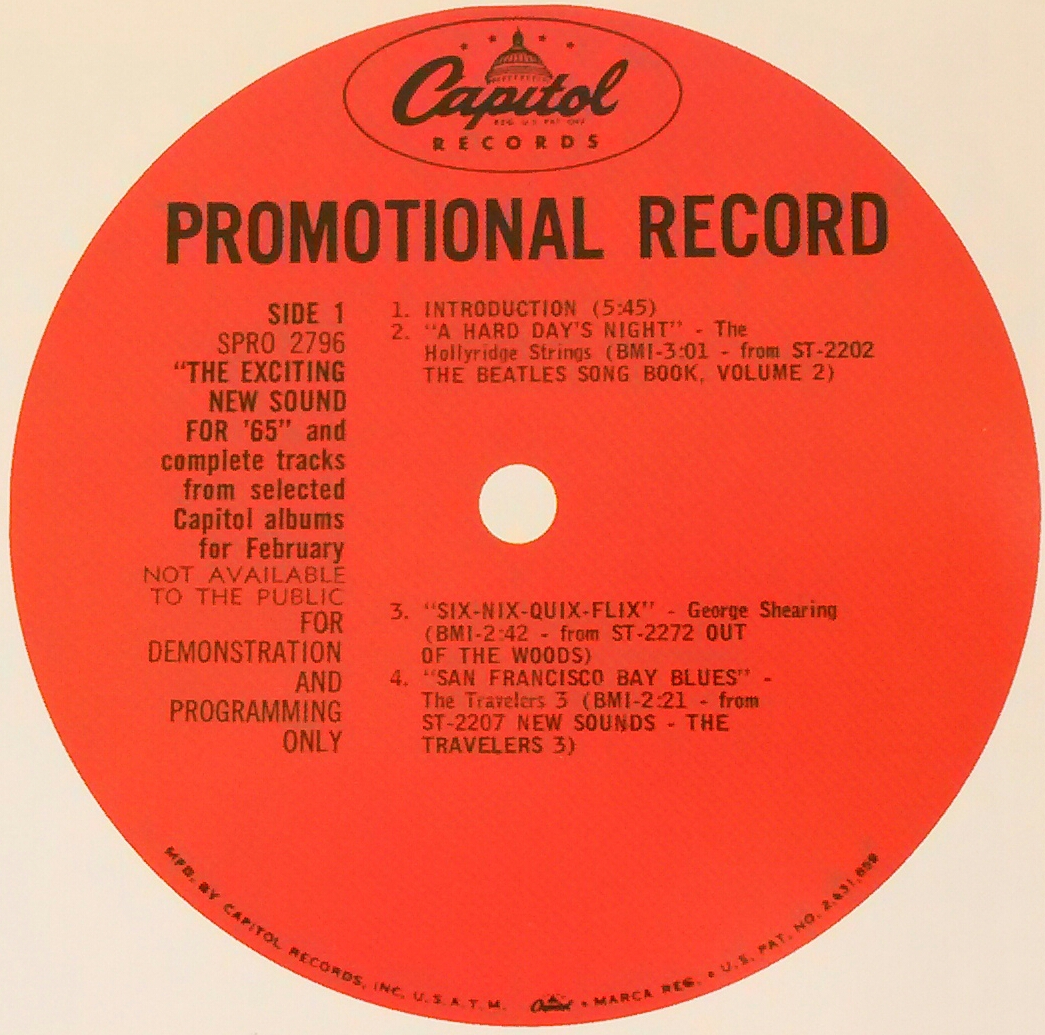 Capitol
REG. U.S. PAT. OFF.
RECORDS
PROMOTIONAL RECORD
SIDE 1
SPRO 2796
"THE EXCITING
NEW SOUND
FOR '65" and
complete tracks
from selected
Capitol albums
for February
NOT AVAILABLE
TO THE PUBLIC
FOR
DEMONSTRATION
AND
PROGRAMMING
ONLY
1. INTRODUCTION (5:45)
2. "A HARD DAY'S NIGHT" - The
Hollyridge Strings (BMI-3:01 - from ST-2202
THE BEATLES SONG BOOK, VOLUME 2)
3. "SIX-NIX-QUIX-FLIX" - George Shearing
(BMI-2:42 - from ST-2272 OUT
OF THE WOODS)
4. "SAN FRANCISCO BAY BLUES" -
The Travelers 3 (BMI-2:21 - from
ST-2207 NEW SOUNDS - THE
TRAVELERS 3)
MFD. BY CAPITOL RECORDS, INC. U.S.A. T.M. Capitol • MARCA REG. • U.S. PAT. NO. 2,631,859